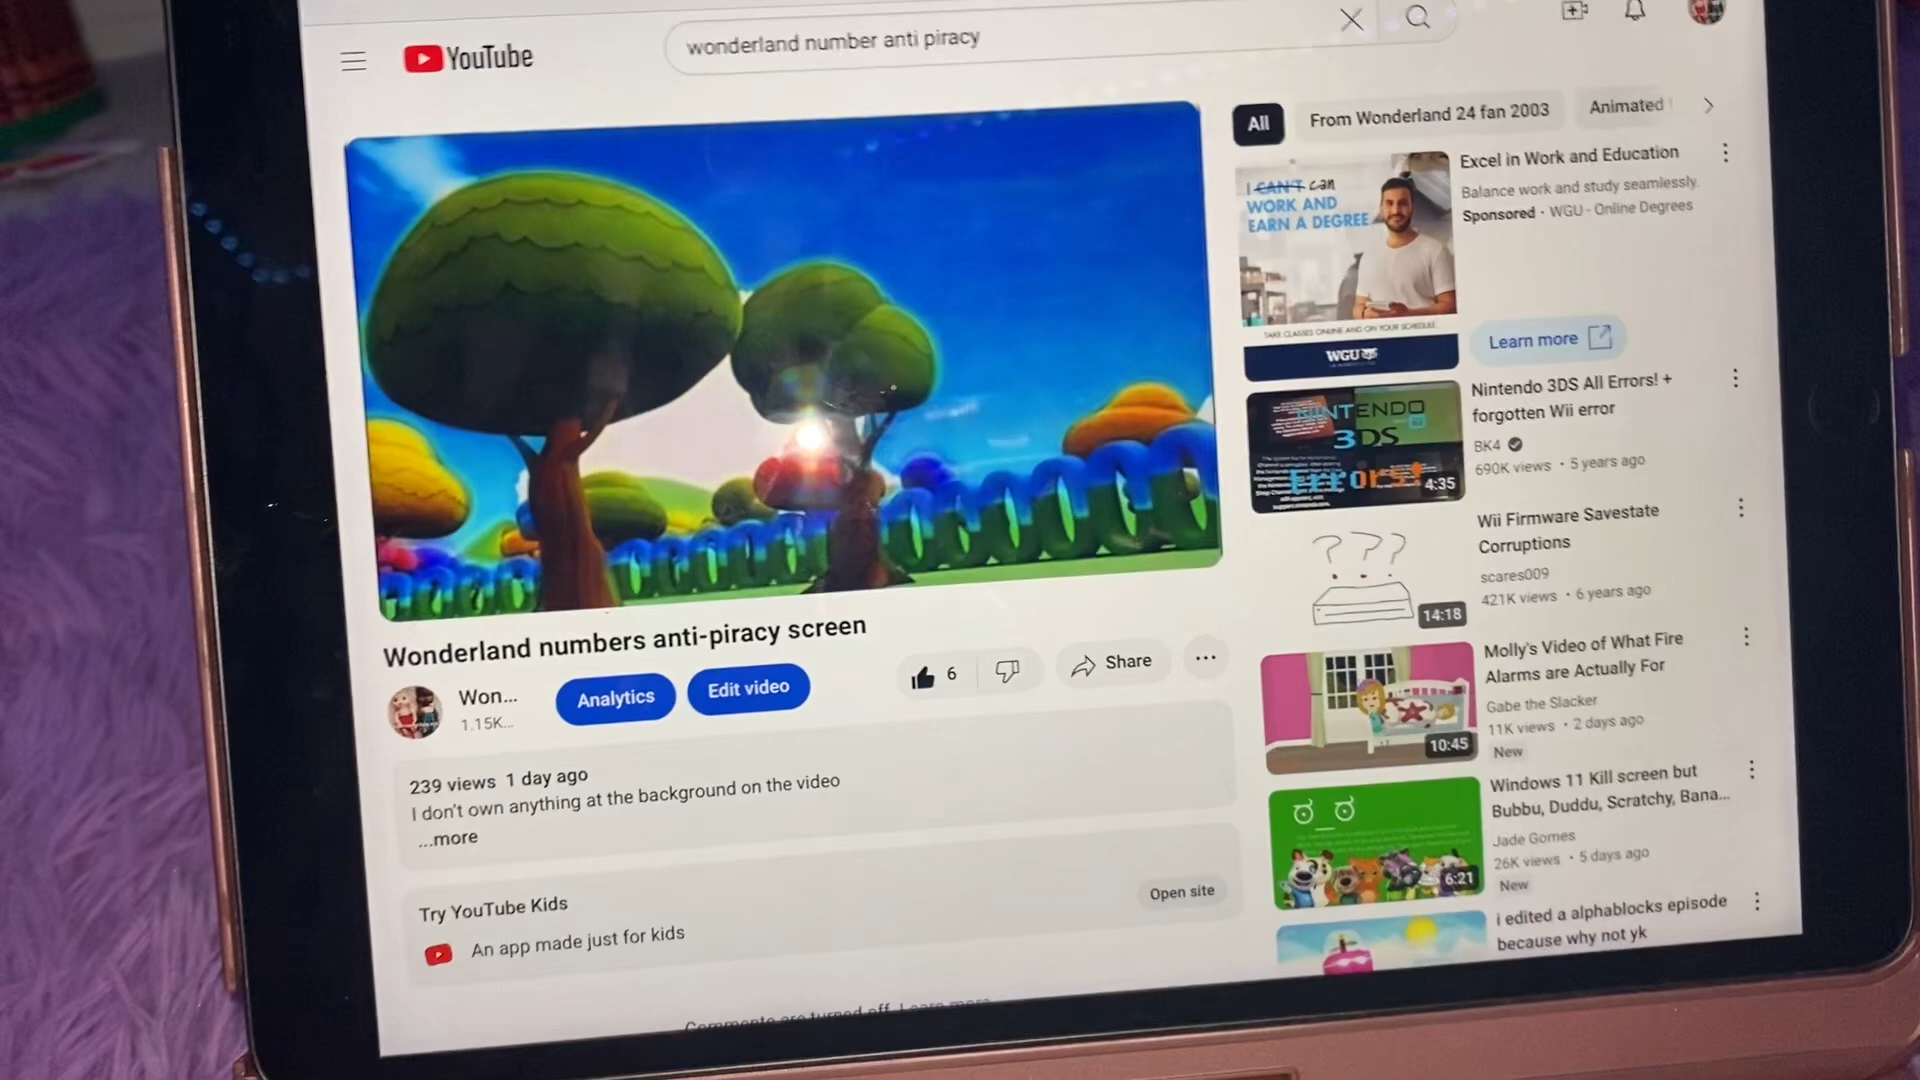 YouTube
wonderland number anti piracy
All
From Wonderland 24 fan 2003
Animated
I CAN'T can
WORK AND
EARN A DEGREE
TAKE CLASSES ONLINE AND ON YOUR SCHEDULE.
WGU
Excel in Work and Education
Balance work and study seamlessly.
Sponsored · WGU - Online Degrees
Learn more
NINTENDO
3DS
Errors!
4:35
Nintendo 3DS All Errors! +
forgotten Wii error
BK4
690K views · 5 years ago
???
14:18
Wii Firmware Savestate
Corruptions
scares009
421K views · 6 years ago
10:45
Molly's Video of What Fire
Alarms are Actually For
Gabe the Slacker
11K views · 2 days ago
New
6:21
Windows 11 Kill screen but
Bubbu, Duddu, Scratchy, Bana...
Jade Gomes
26K views · 5 days ago
New
i edited a alphablocks episode
because why not yk
Wonderland numbers anti-piracy screen
Won...
1.15K...
Analytics
Edit video
6
Share
239 views 1 day ago
I don't own anything at the background on the video
...more
Try YouTube Kids
An app made just for kids
Open site
Comments are turned off. Learn more